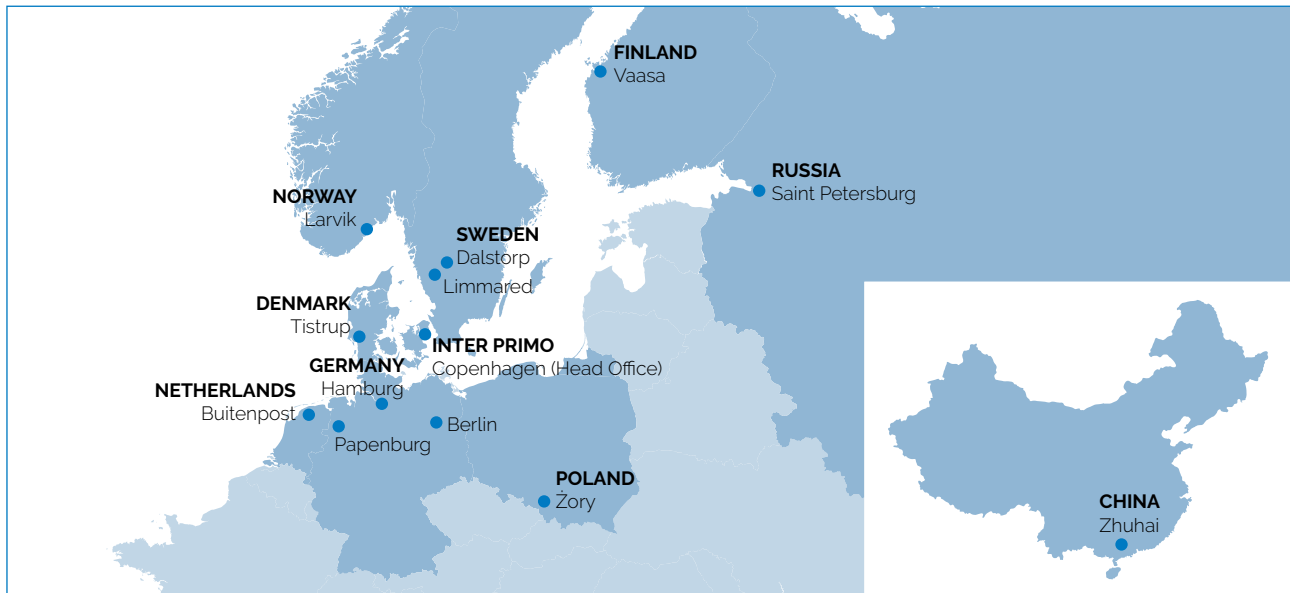 FINLAND
Vaasa
RUSSIA
Saint Petersburg
NORWAY
Larvik
SWEDEN
Dalstorp
Limmared
DENMARK
Tistrup
INTER PRIMO
Copenhagen (Head Office)
GERMANY
Hamburg
NETHERLANDS
Buitenpost
Papenburg
Berlin
POLAND
Żory
CHINA
Zhuhai